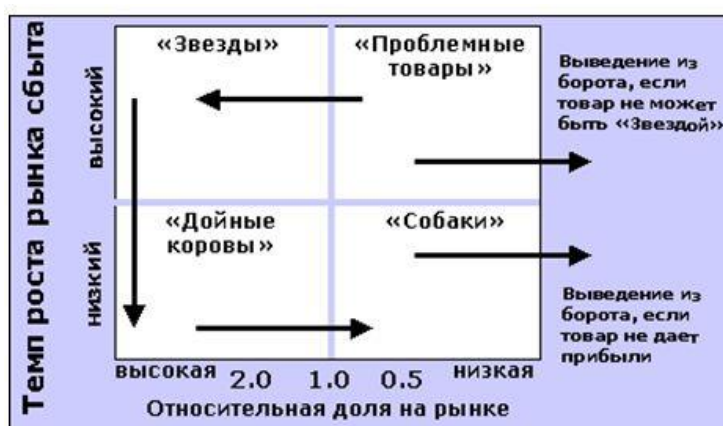 Темп роста рынка сбыта
высокий
низкий
«Звезды»
«Проблемные
товары»
Выведение из
борота, если
товар не может
быть «Звездой»
«Дойные
коровы»
«Собаки»
Выведение из
борота, если
товар не дает
прибыли
высокая 2.0 1.0 0.5 низкая
Относительная доля на рынке